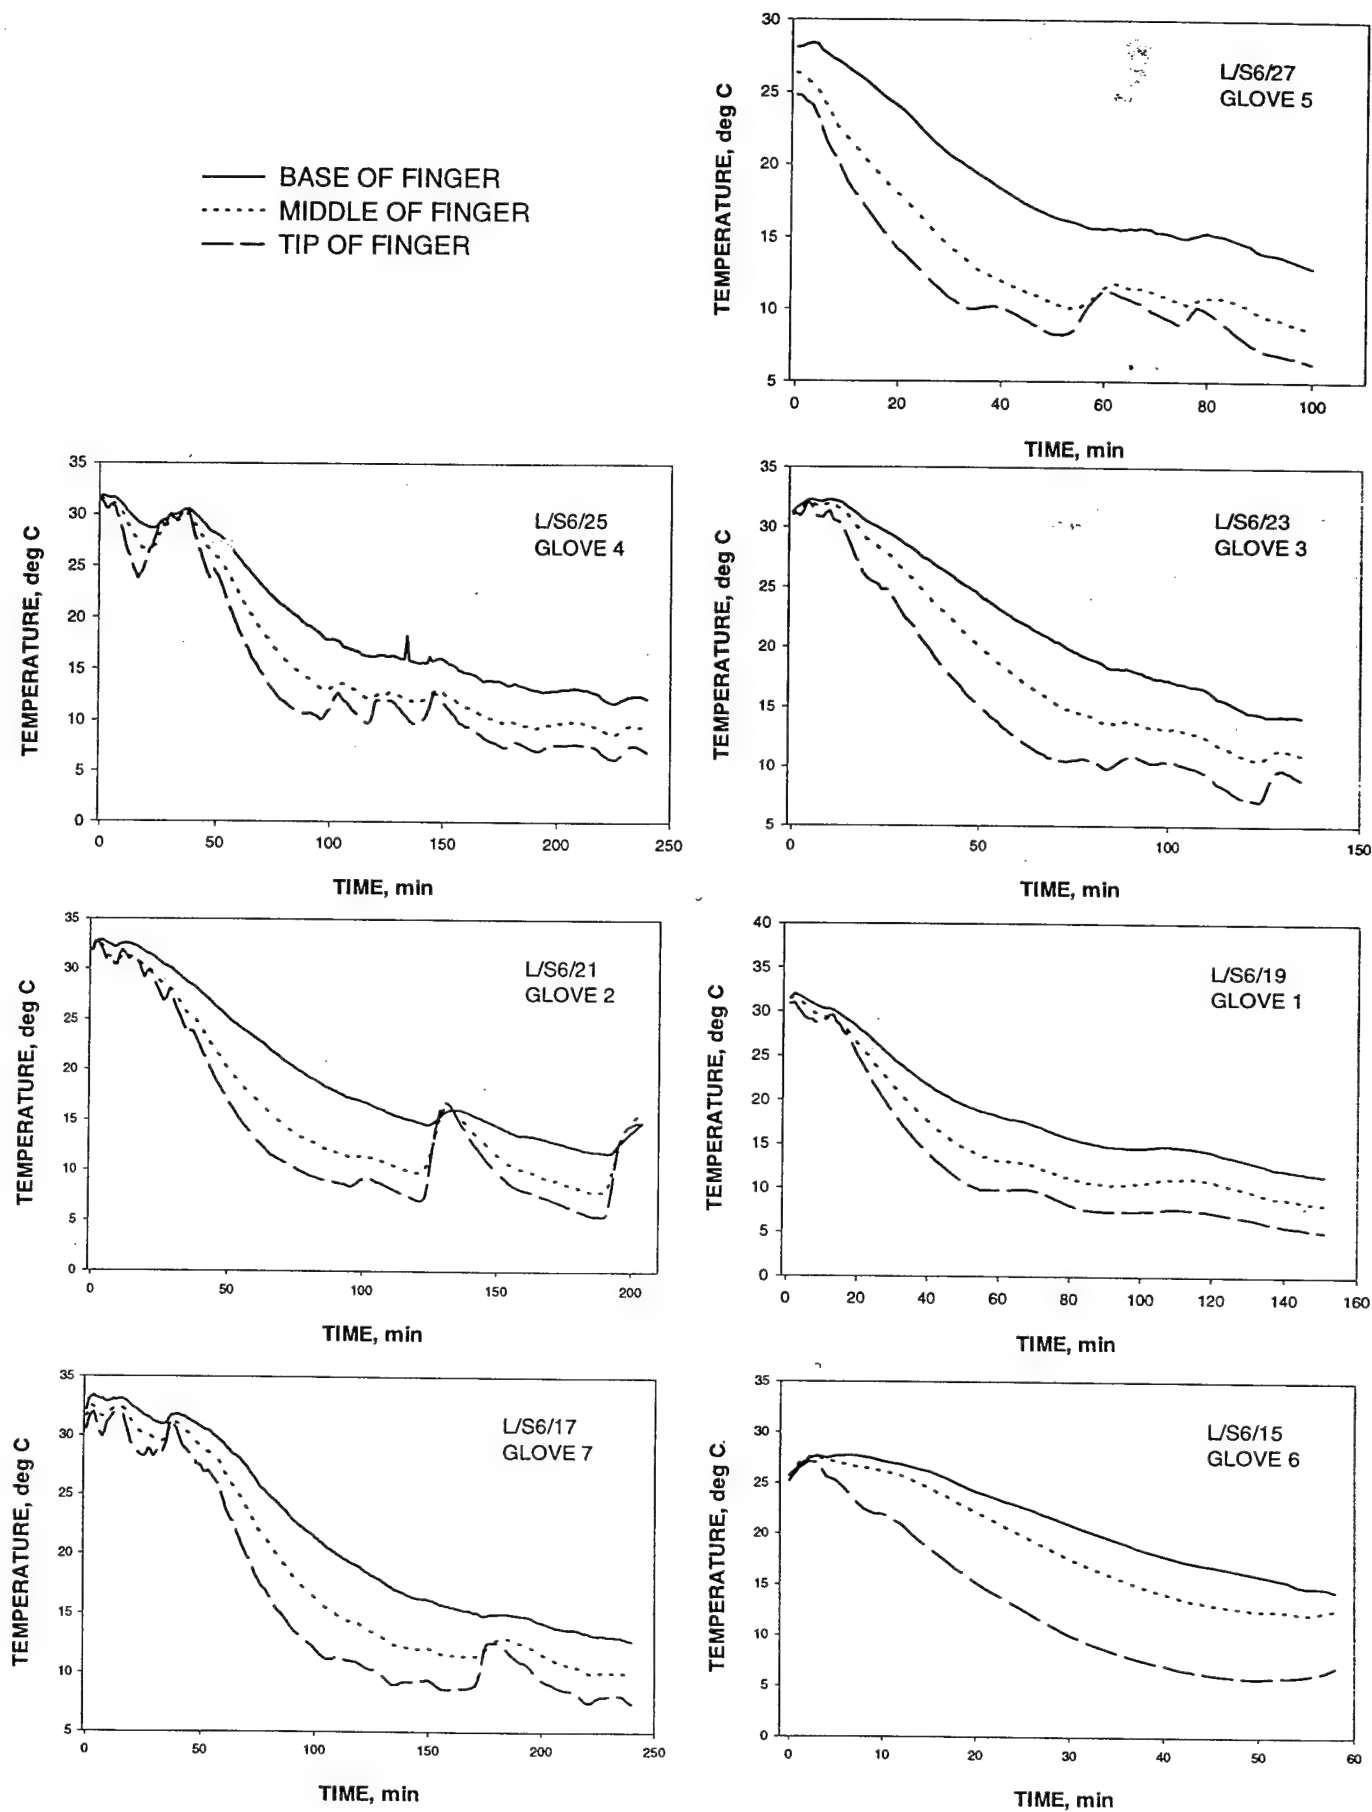 BASE OF FINGER
MIDDLE OF FINGER
TIP OF FINGER
30
25
20
15
10
5
TEMPERATURE, deg C
L/S6/27
GLOVE 5
0 20 40 60 80 100
TIME, min
35
30
25
20
15
10
5
0
TEMPERATURE, deg C
L/S6/25
GLOVE 4
0 50 100 150 200 250
TIME, min
35
30
25
20
15
10
5
TEMPERATURE, deg C
L/S6/23
GLOVE 3
0 50 100 150
TIME, min
35
30
25
20
15
10
5
0
TEMPERATURE, deg C
L/S6/21
GLOVE 2
0 50 100 150 200
TIME, min
40
35
30
25
20
15
10
5
0
TEMPERATURE, deg C
L/S6/19
GLOVE 1
0 20 40 60 80 100 120 140 160
TIME, min
35
30
25
20
15
10
5
TEMPERATURE, deg C
L/S6/17
GLOVE 7
0 50 100 150 200 250
TIME, min
35
30
25
20
15
10
5
0
TEMPERATURE, deg C.
L/S6/15
GLOVE 6
0 10 20 30 40 50 60
TIME, min